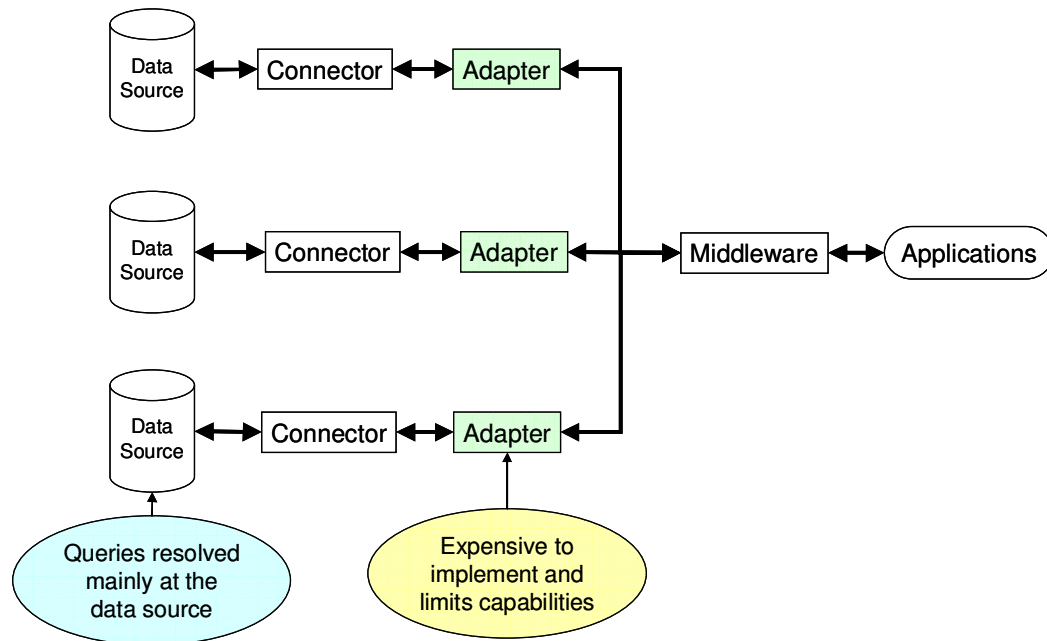 Data
Source
Connector
Adapter
Data
Source
Connector
Adapter
Middleware
Applications
Data
Source
Connector
Adapter
Queries resolved
mainly at the
data source
Expensive to
implement and
limits capabilities